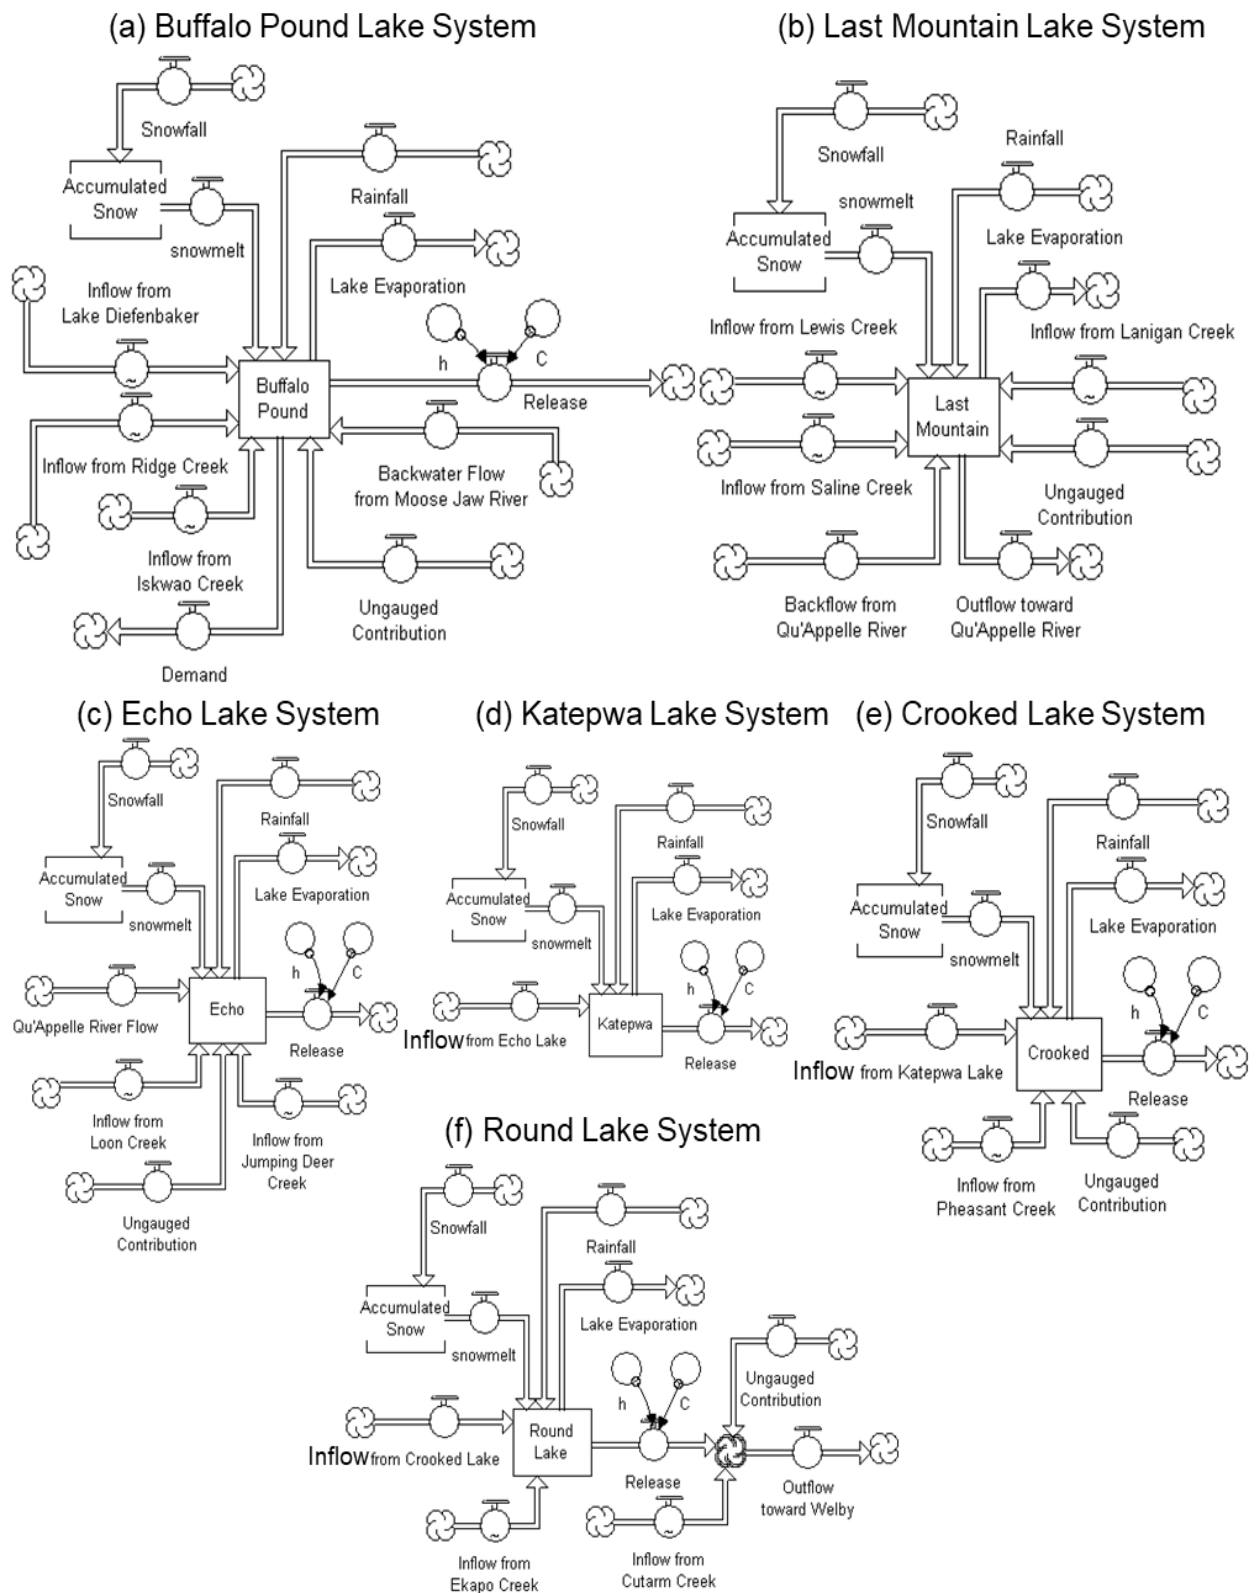 (a) Buffalo Pound Lake System
Snowfall
Accumulated
Snow
snowmelt
Rainfall
Lake Evaporation
Inflow from
Lake Diefenbaker
h
C
Buffalo
Pound
Release
Inflow from Ridge Creek
Backwater Flow
from Moose Jaw River
~
~
~
Inflow from
Iskwao Creek
Ungauged
Contribution
Demand
(b) Last Mountain Lake System
Snowfall
Rainfall
snowmelt
Accumulated
Snow
Lake Evaporation
Inflow from Lewis Creek
Inflow from Lanigan Creek
~
~
~
Last
Mountain
Inflow from Saline Creek
Ungauged
Contribution
Backflow from
Qu'Appelle River
Outflow toward
Qu'Appelle River
(c) Echo Lake System
Snowfall
Rainfall
Accumulated
Snow
Lake Evaporation
snowmelt
h
C
Echo
Qu'Appelle River Flow
Release
~
~
Inflow from
Loon Creek
Inflow from
Jumping Deer
Creek
Ungauged
Contribution
(d) Katepwa Lake System
Snowfall
Rainfall
Accumulated
Snow
Lake Evaporation
snowmelt
h
C
Katepwa
Inflow from Echo Lake
Release
(e) Crooked Lake System
Snowfall
Rainfall
Accumulated
Snow
Lake Evaporation
snowmelt
h
C
Crooked
Inflow from Katepwa Lake
Release
~
Inflow from
Pheasant Creek
Ungauged
Contribution
(f) Round Lake System
Snowfall
Rainfall
Accumulated
Snow
Lake Evaporation
snowmelt
h
C
Ungauged
Contribution
Round
Lake
Inflow from Crooked Lake
Release
Outflow
toward Welby
~
~
Inflow from
Ekapo Creek
Inflow from
Cutarm Creek